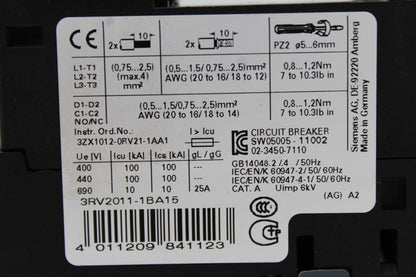 2x 10
2x 10
PZ2 ø5...6mm
L1-T1
L2-T2
L3-T3
(0,75...2,5)
(max.4)
mm²
(0,5...1.5/ 0,75...2,5)mm²
AWG (20 to 16/ 18 to 12)
0,8...1,2Nm
7 to 10.3lb in
D1-D2
C1-C2
NO/NC
(0,5...1.5/0,75...2,5)mm²
AWG (20 to 16/18 to 14)
0,8...1,2Nm
7 to 10.3lb in
Siemens AG, DE-92220 Amberg
Made in Germany
Instr. Ord.No.:
3ZX1012-0RV21-1AA1
I > Icu
Ue [V] Icu [kA] Ics [kA] gL / gG
400 100 100
440 100 100
690 10 10 25A
CIRCUIT BREAKER
SW05005 - 11002
02-3450-7110
GB14048.2 /.4 / 50Hz
IEC/EN/K 60947-2/ 50/60Hz
IEC/EN/K 60947-4-1/ 50/60Hz
CAT. A Uimp 6kV
(AG) A2
3RV2011-1BA15
4 011209 841123
CCC